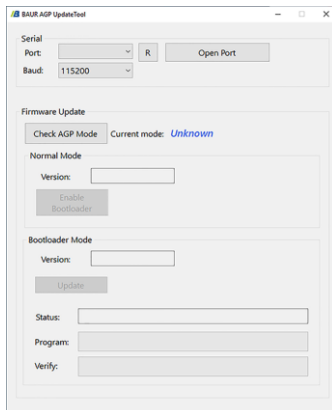 BAUR AGP UpdateTool
Serial
Port: R Open Port
Baud: 115200
Firmware Update
Check AGP Mode Current mode: Unknown
Normal Mode
Version:
Enable
Bootloader
Bootloader Mode
Version:
Update
Status:
Program:
Verify: